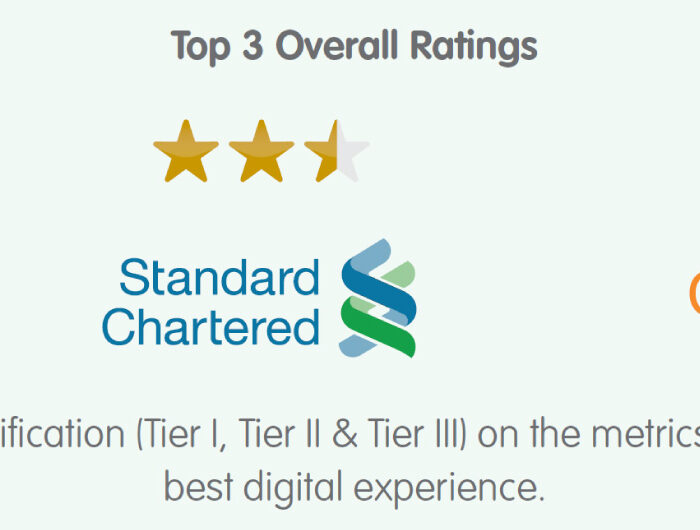 Top 3 Overall Ratings
Standard
Chartered
ification (Tier I, Tier II & Tier III) on the metrics
best digital experience.